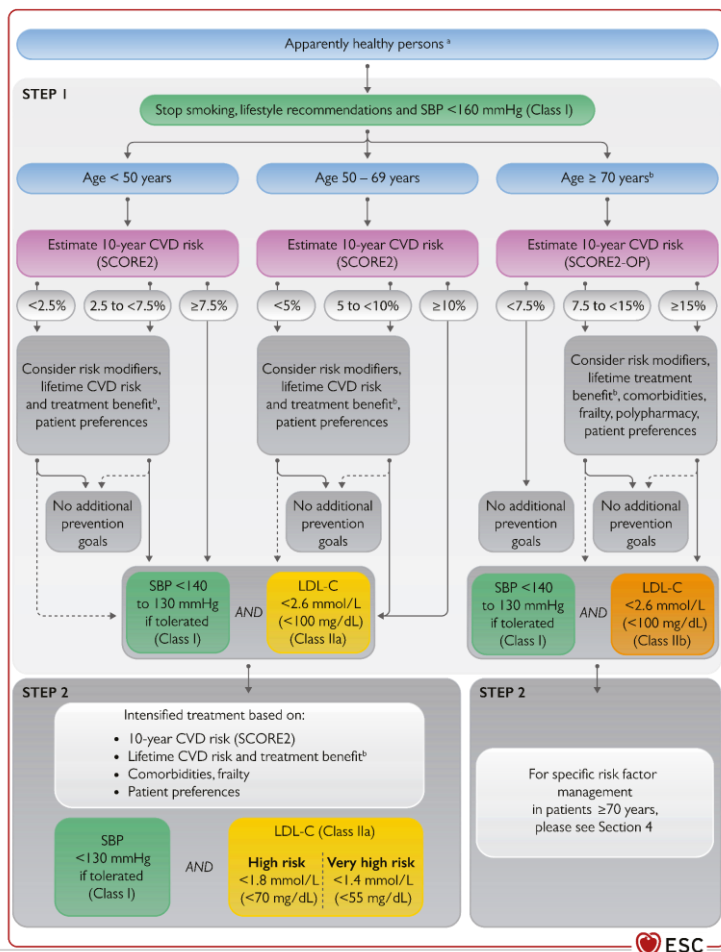 Apparently healthy persons a
STEP 1
Stop smoking, lifestyle recommendations and SBP <160 mmHg (Class I)
Age < 50 years
Age 50 – 69 years
Age ≥ 70 years b
Estimate 10-year CVD risk
(SCORE2)
Estimate 10-year CVD risk
(SCORE2)
Estimate 10-year CVD risk
(SCORE2-OP)
<2.5%
2.5 to <7.5%
≥7.5%
<5%
5 to <10%
≥10%
<7.5%
7.5 to <15%
≥15%
Consider risk modifiers,
lifetime CVD risk
and treatment benefit b,
patient preferences
Consider risk modifiers,
lifetime CVD risk
and treatment benefit b,
patient preferences
Consider risk modifiers,
lifetime treatment
benefit b, comorbidities,
frailty, polypharmacy,
patient preferences
No additional
prevention
goals
No additional
prevention
goals
No additional
prevention
goals
No additional
prevention
goals
SBP <140
to 130 mmHg
if tolerated
(Class I)
AND
LDL-C
<2.6 mmol/L
(<100 mg/dL)
(Class IIa)
SBP <140
to 130 mmHg
if tolerated
(Class I)
AND
LDL-C
<2.6 mmol/L
(<100 mg/dL)
(Class IIb)
STEP 2
Intensified treatment based on:
• 10-year CVD risk (SCORE2)
• Lifetime CVD risk and treatment benefit b
• Comorbidities, frailty
• Patient preferences
SBP
<130 mmHg
if tolerated
(Class I)
AND
LDL-C (Class IIa)
High risk
<1.8 mmol/L
(<70 mg/dL)
Very high risk
<1.4 mmol/L
(<55 mg/dL)
STEP 2
For specific risk factor
management
in patients ≥70 years,
please see Section 4
ESC